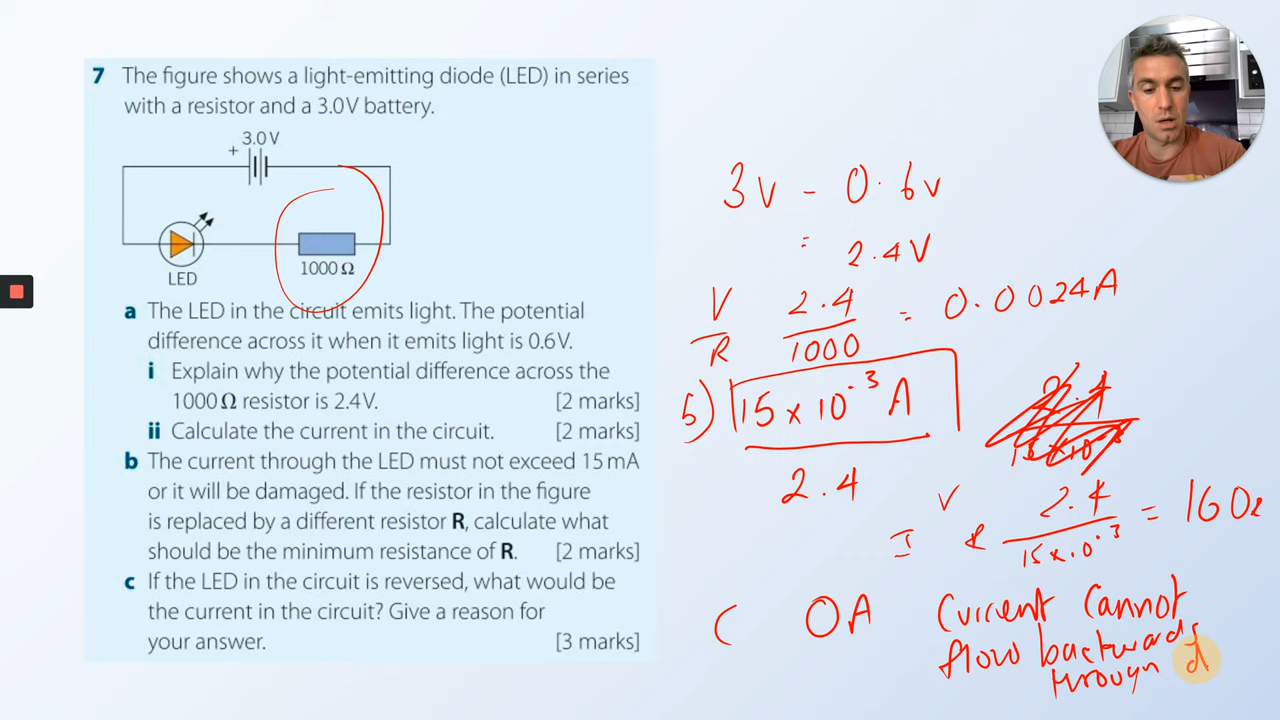 7 The figure shows a light-emitting diode (LED) in series
with a resistor and a 3.0V battery.
3.0V
+
LED
1000 Ω
a The LED in the circuit emits light. The potential
difference across it when it emits light is 0.6V.
i Explain why the potential difference across the
1000 Ω resistor is 2.4V. [2 marks]
ii Calculate the current in the circuit. [2 marks]
b The current through the LED must not exceed 15 mA
or it will be damaged. If the resistor in the figure
is replaced by a different resistor R, calculate what
should be the minimum resistance of R. [2 marks]
c If the LED in the circuit is reversed, what would be
the current in the circuit? Give a reason for
your answer. [3 marks]
3v - 0.6v
= 2.4V
V/R 2.4/1000 = 0.0024A
15 x 10⁻³ A
2.4
V
I R 2.4/15x10⁻³ = 160Ω
C 0A Current Cannot
flow backwards
through